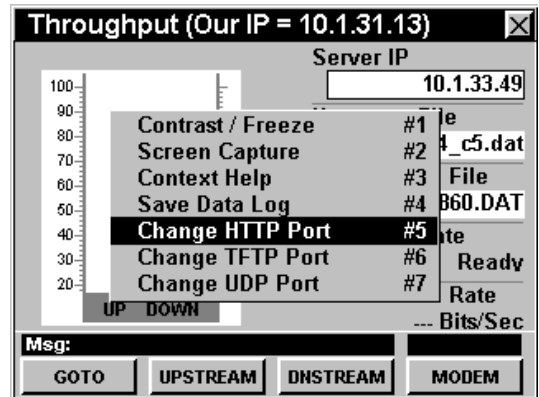 Throughput (Our IP = 10.1.31.13)
Server IP
10.1.33.49
100
90
80
70
60
50
40
30
20
UP DOWN
Contrast / Freeze #1
Screen Capture #2
Context Help #3
Save Data Log #4
Change HTTP Port #5
Change TFTP Port #6
Change UDP Port #7
_c5.dat
File
860.DAT
Ready
Rate
--- Bits/Sec
Msg:
GOTO UPSTREAM DNSTREAM MODEM